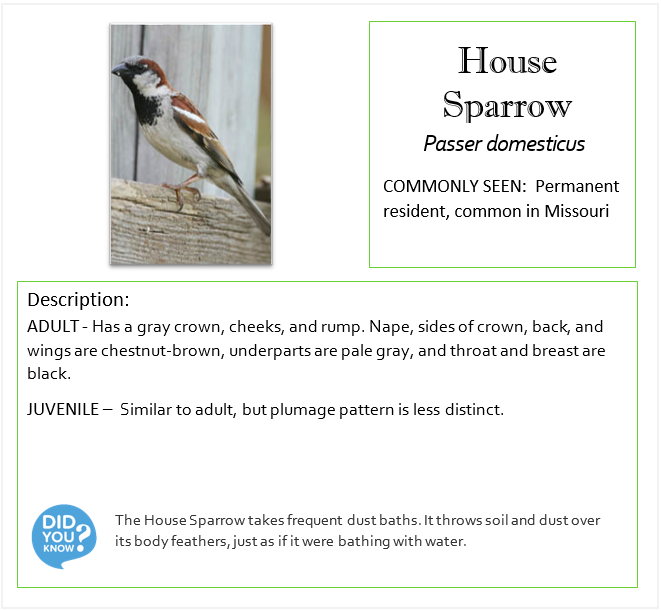 House
Sparrow
Passer domesticus
COMMONLY SEEN: Permanent
resident, common in Missouri
Description:
ADULT - Has a gray crown, cheeks, and rump. Nape, sides of crown, back, and
wings are chestnut-brown, underparts are pale gray, and throat and breast are
black.
JUVENILE – Similar to adult, but plumage pattern is less distinct.
DID
YOU
KNOW ?
The House Sparrow takes frequent dust baths. It throws soil and dust over
its body feathers, just as if it were bathing with water.